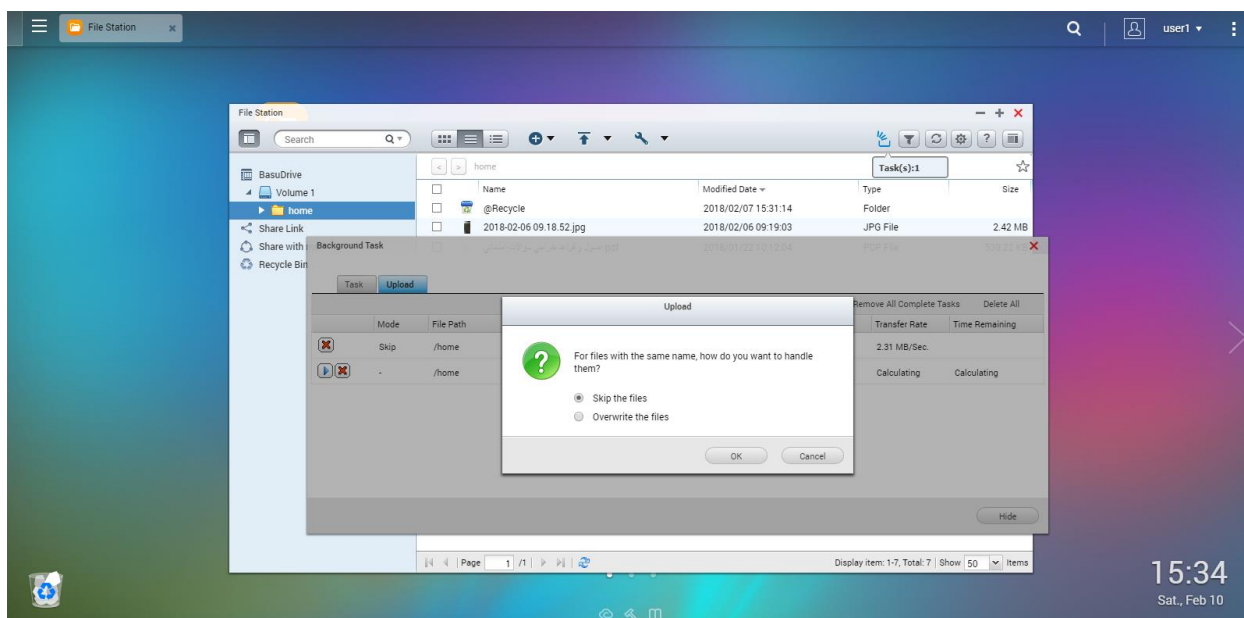 File Station
user1
File Station
Search
home
Task(s):1
BasuDrive
Volume 1
home
Share Link
Share with
Recycle Bin
Name Modified Date Type Size
@Recycle 2018/02/07 15:31:14 Folder
2018-02-06 09.18.52.jpg 2018/02/06 09:19:03 JPG File 2.42 MB
PDF File
Background Task
Task Upload
Remove All Complete Tasks Delete All
Mode File Path Transfer Rate Time Remaining
Skip /home 2.31 MB/Sec.
- /home Calculating Calculating
Upload
For files with the same name, how do you want to handle
them?
Skip the files
Overwrite the files
OK Cancel
Hide
Page 1 /1
Display item: 1-7, Total: 7 Show 50 Items
15:34
Sat., Feb 10